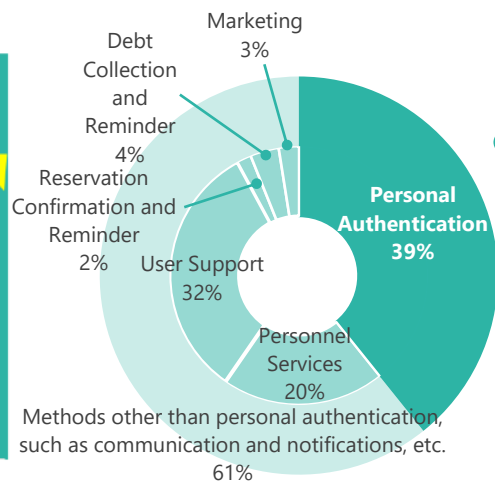 Marketing
3%
Debt
Collection
and
Reminder
4%
Reservation
Confirmation and
Reminder
2%
User Support
32%
Personal
Authentication
39%
Personnel
Services
20%
Methods other than personal authentication,
such as communication and notifications, etc.
61%